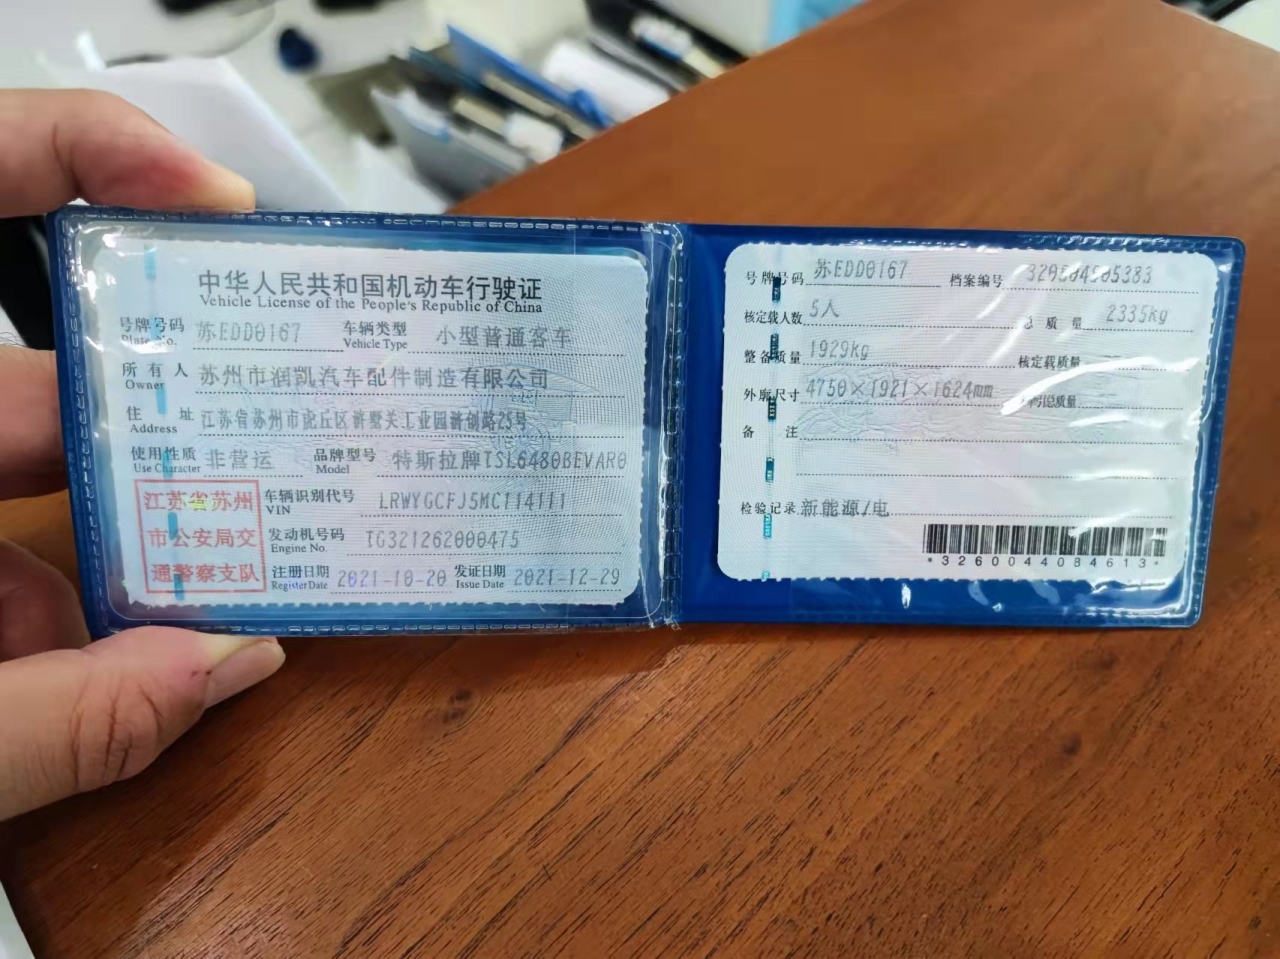 中华人民共和国机动车行驶证
Vehicle License of the People's Republic of China
号牌号码 苏EDD0167 车辆类型 小型普通客车
Plate No. Vehicle Type
所有人 苏州市润凯汽车配件制造有限公司
Owner
住址 江苏省苏州市虎丘区浒墅关工业园浒创路25号
Address
使用性质 非营运 品牌型号 特斯拉牌TSL6480BEVAR0
Use Character Model
江苏省苏州
市公安局交
通警察支队
车辆识别代号 LRWYGCFJ5MC114111
VIN
发动机号码 TG321262000475
Engine No.
注册日期 2021-10-20 发证日期 2021-12-29
Register Date Issue Date
号牌号码 苏EDD0167 档案编号
核定载人数 5人 总质量 2335kg
整备质量 1929kg 核定载质量
外廓尺寸 4750×1921×1624mm 总质量
备注
检验记录 新能源/电
*3260044084613*